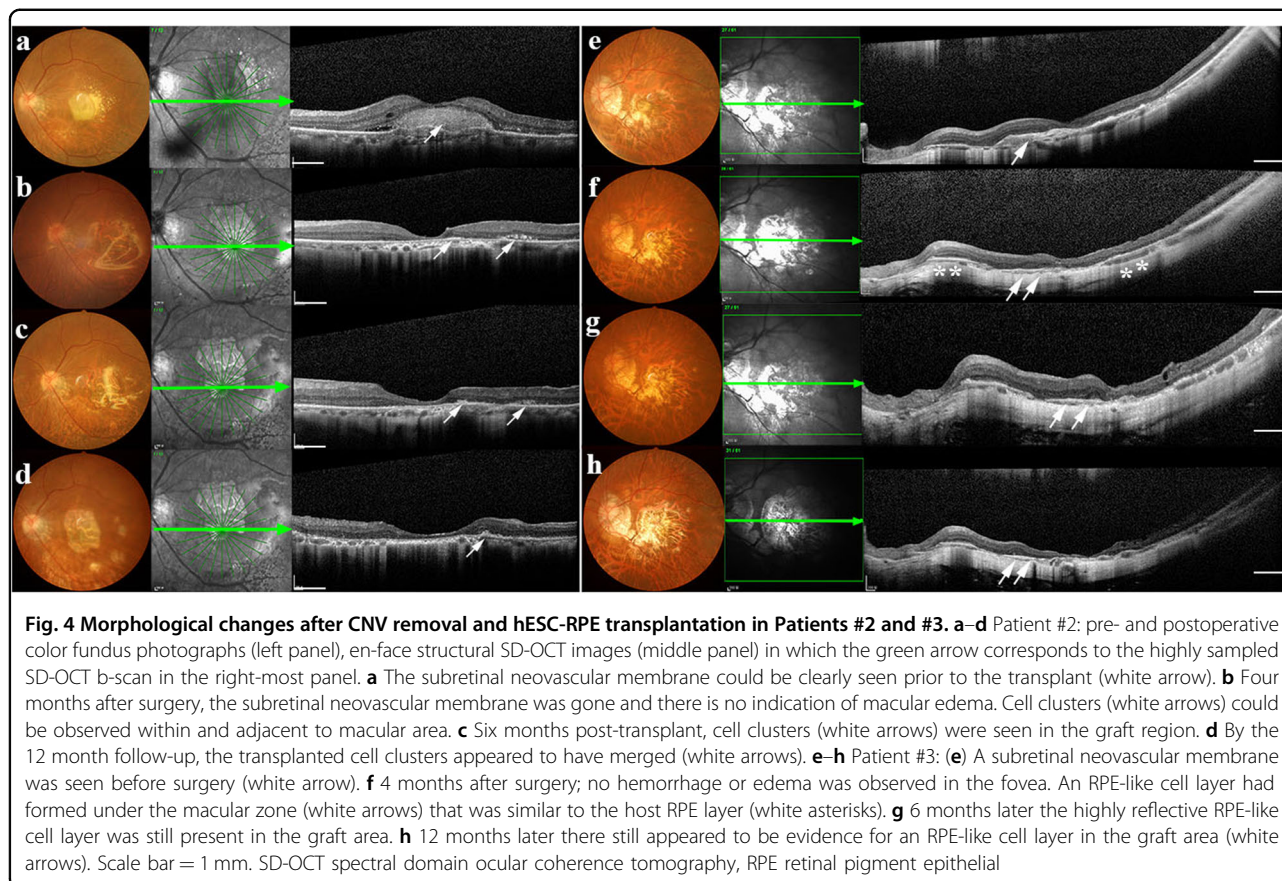 a
e
b
f
c
g
d
h
Fig. 4 Morphological changes after CNV removal and hESC-RPE transplantation in Patients #2 and #3. a–d Patient #2: pre- and postoperative
color fundus photographs (left panel), en-face structural SD-OCT images (middle panel) in which the green arrow corresponds to the highly sampled
SD-OCT b-scan in the right-most panel. a The subretinal neovascular membrane could be clearly seen prior to the transplant (white arrow). b Four
months after surgery, the subretinal neovascular membrane was gone and there is no indication of macular edema. Cell clusters (white arrows) could
be observed within and adjacent to macular area. c Six months post-transplant, cell clusters (white arrows) were seen in the graft region. d By the
12 month follow-up, the transplanted cell clusters appeared to have merged (white arrows). e–h Patient #3: (e) A subretinal neovascular membrane
was seen before surgery (white arrow). f 4 months after surgery; no hemorrhage or edema was observed in the fovea. An RPE-like cell layer had
formed under the macular zone (white arrows) that was similar to the host RPE layer (white asterisks). g 6 months later the highly reflective RPE-like
cell layer was still present in the graft area. h 12 months later there still appeared to be evidence for an RPE-like cell layer in the graft area (white
arrows). Scale bar = 1 mm. SD-OCT spectral domain ocular coherence tomography, RPE retinal pigment epithelial